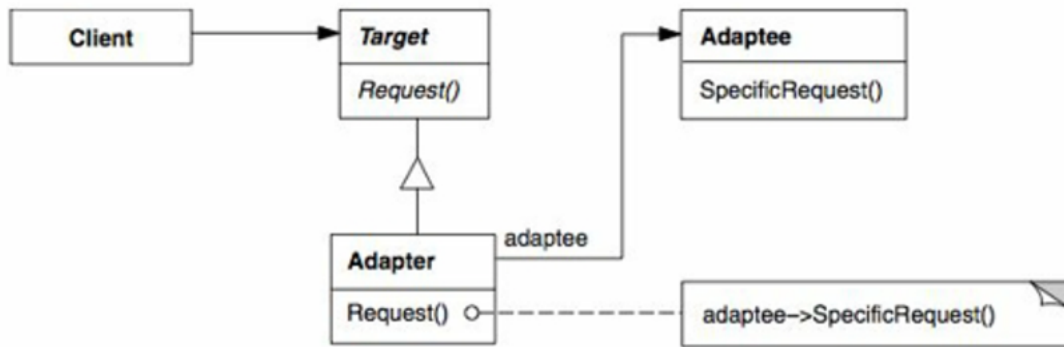 Client
Target
Request()
Adaptee
SpecificRequest()
adaptee
Adapter
Request()
adaptee->SpecificRequest()